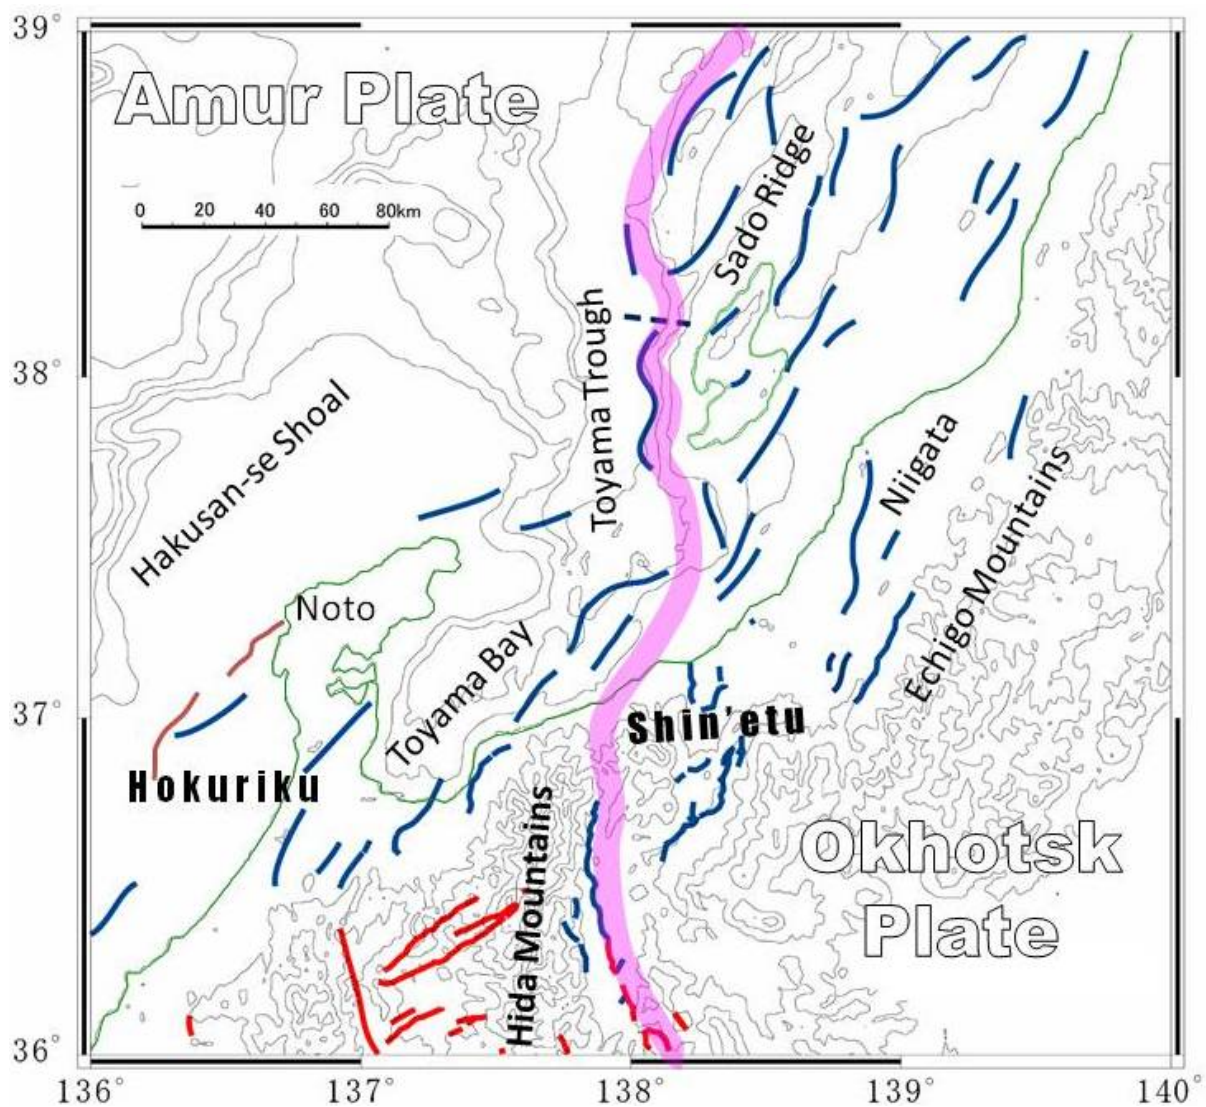 39°
Amur Plate
0 20 40 60 80km
Sado Ridge
Toyama Trough
38°
Hakusan-se Shoal
Niigata
Echigo Mountains
Noto
Toyama Bay
37°
Shin'etu
Hokuriku
Hida Mountains
Okhotsk
Plate
36°
136° 137° 138° 139° 140°